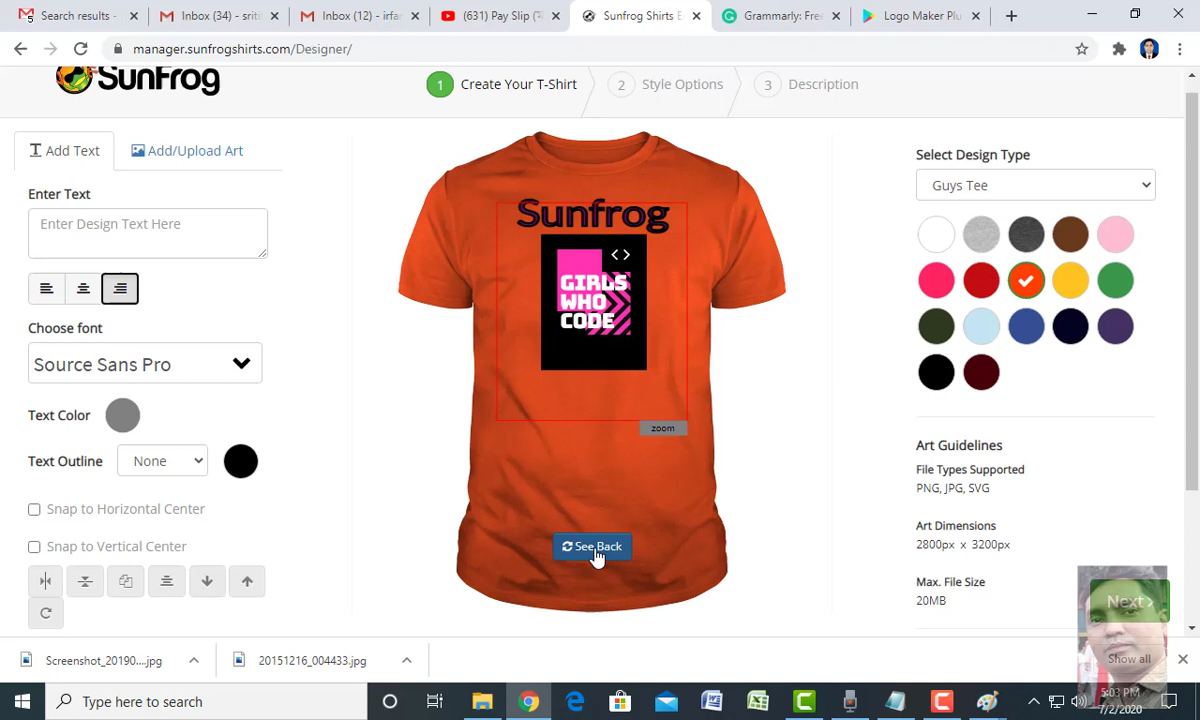 Search results -
Inbox (34) - sriti
Inbox (12) - irfar
(631) Pay Slip
Sunfrog Shirts E
Grammarly: Free
Logo Maker Plu
manager.sunfrogshirts.com/Designer/
SunFrog
1 Create Your T-Shirt
2 Style Options
3 Description
Add Text
Add/Upload Art
Enter Text
Enter Design Text Here
Choose font
Source Sans Pro
Text Color
Text Outline
None
Snap to Horizontal Center
Snap to Vertical Center
Sunfrog
< >
GIRLS
WHO
CODE
zoom
See Back
Select Design Type
Guys Tee
Art Guidelines
File Types Supported
PNG, JPG, SVG
Art Dimensions
2800px x 3200px
Max. File Size
20MB
Next >
Screenshot_20190....jpg
20151216_004433.jpg
Show all
Type here to search
5:03 PM
7/2/2020